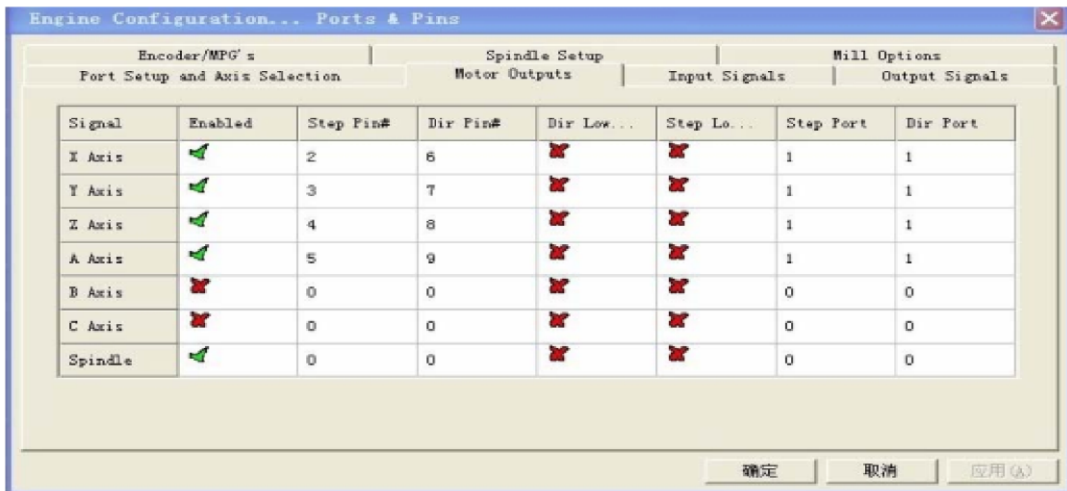 Engine Configuration... Ports & Pins
Encoder/MPG's Spindle Setup Mill Options
Port Setup and Axis Selection Motor Outputs Input Signals Output Signals
Signal Enabled Step Pin# Dir Pin# Dir Low... Step Lo... Step Port Dir Port
X Axis 2 6 1 1
Y Axis 3 7 1 1
Z Axis 4 8 1 1
A Axis 5 9 1 1
B Axis 0 0 0 0
C Axis 0 0 0 0
Spindle 0 0 0 0
确定 取消 应用(A)